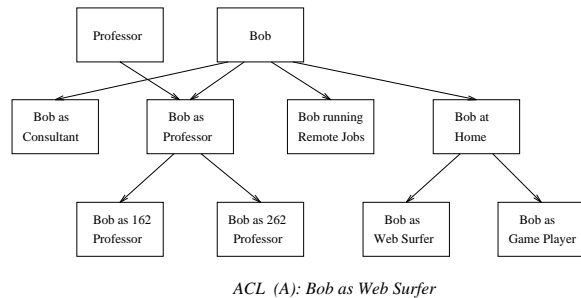 Professor
Bob
Bob as
Consultant
Bob as
Professor
Bob running
Remote Jobs
Bob at
Home
Bob as 162
Professor
Bob as 262
Professor
Bob as
Web Surfer
Bob as
Game Player
ACL (A): Bob as Web Surfer